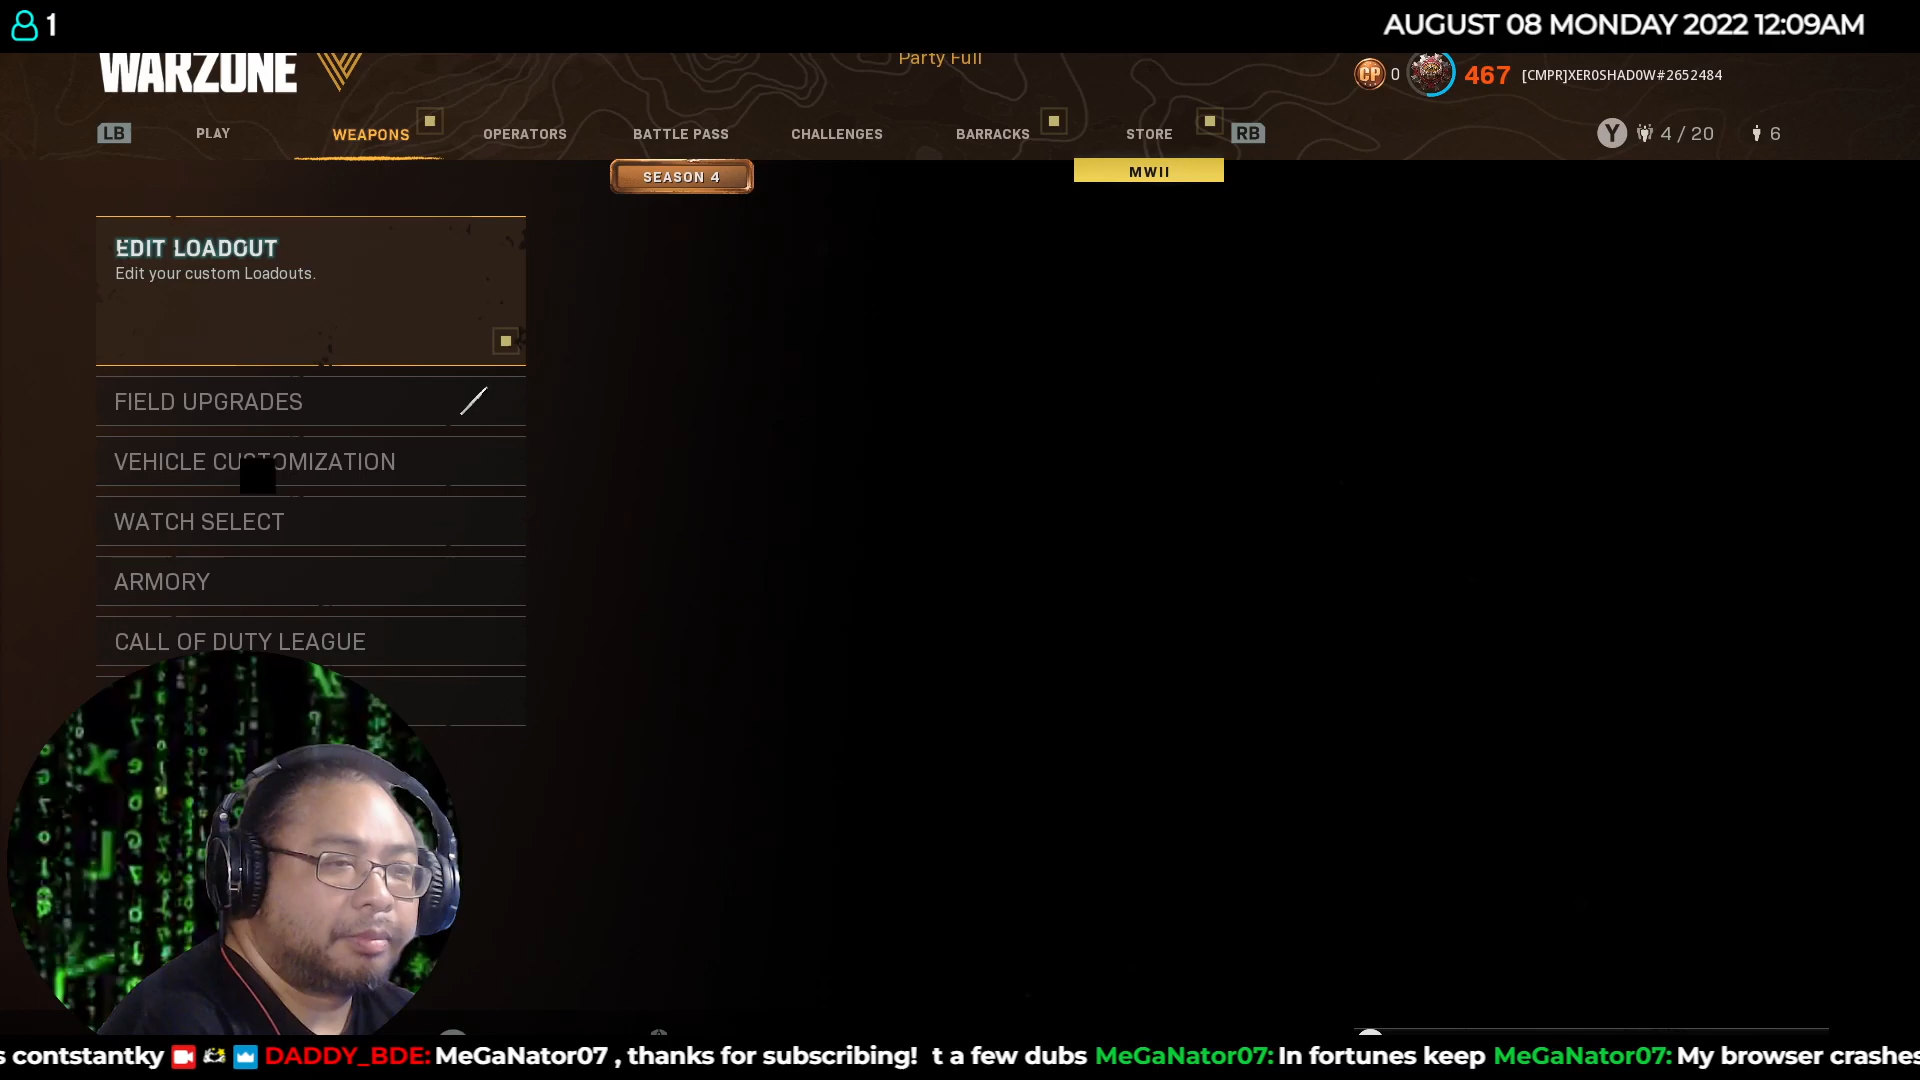 1
AUGUST 08 MONDAY 2022 12:09AM
WARZONE
Party Full
CP 0
467
[CMPR]XER0SHAD0W#2652484
LB PLAY WEAPONS OPERATORS BATTLE PASS CHALLENGES BARRACKS STORE RB
Y 4 / 20 6
SEASON 4
MWII
EDIT LOADOUT
Edit your custom Loadouts.
FIELD UPGRADES
VEHICLE CUSTOMIZATION
WATCH SELECT
ARMORY
CALL OF DUTY LEAGUE
s contstantky DADDY_BDE: MeGaNator07 , thanks for subscribing! t a few dubs MeGaNator07: In fortunes keep MeGaNator07: My browser crashes